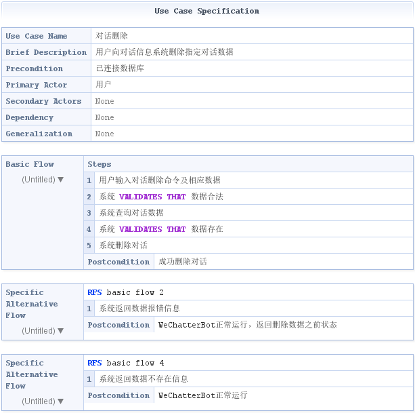 Use Case Specification
Use Case Name 对话删除
Brief Description 用户向对话信息系统删除指定对话数据
Precondition 已连接数据库
Primary Actor 用户
Secondary Actors None
Dependency None
Generalization None
Basic Flow Steps
(Untitled) ▼ 1 用户输入对话删除命令及相应数据
2 系统 VALIDATES THAT 数据合法
3 系统查询对话数据
4 系统 VALIDATES THAT 数据存在
5 系统删除对话
Postcondition 成功删除对话
Specific Alternative Flow RFS basic flow 2
1 系统返回数据报错信息
(Untitled) ▼ Postcondition WeChatterBot正常运行，返回删除数据之前状态
Specific Alternative Flow RFS basic flow 4
1 系统返回数据不存在信息
(Untitled) ▼ Postcondition WeChatterBot正常运行